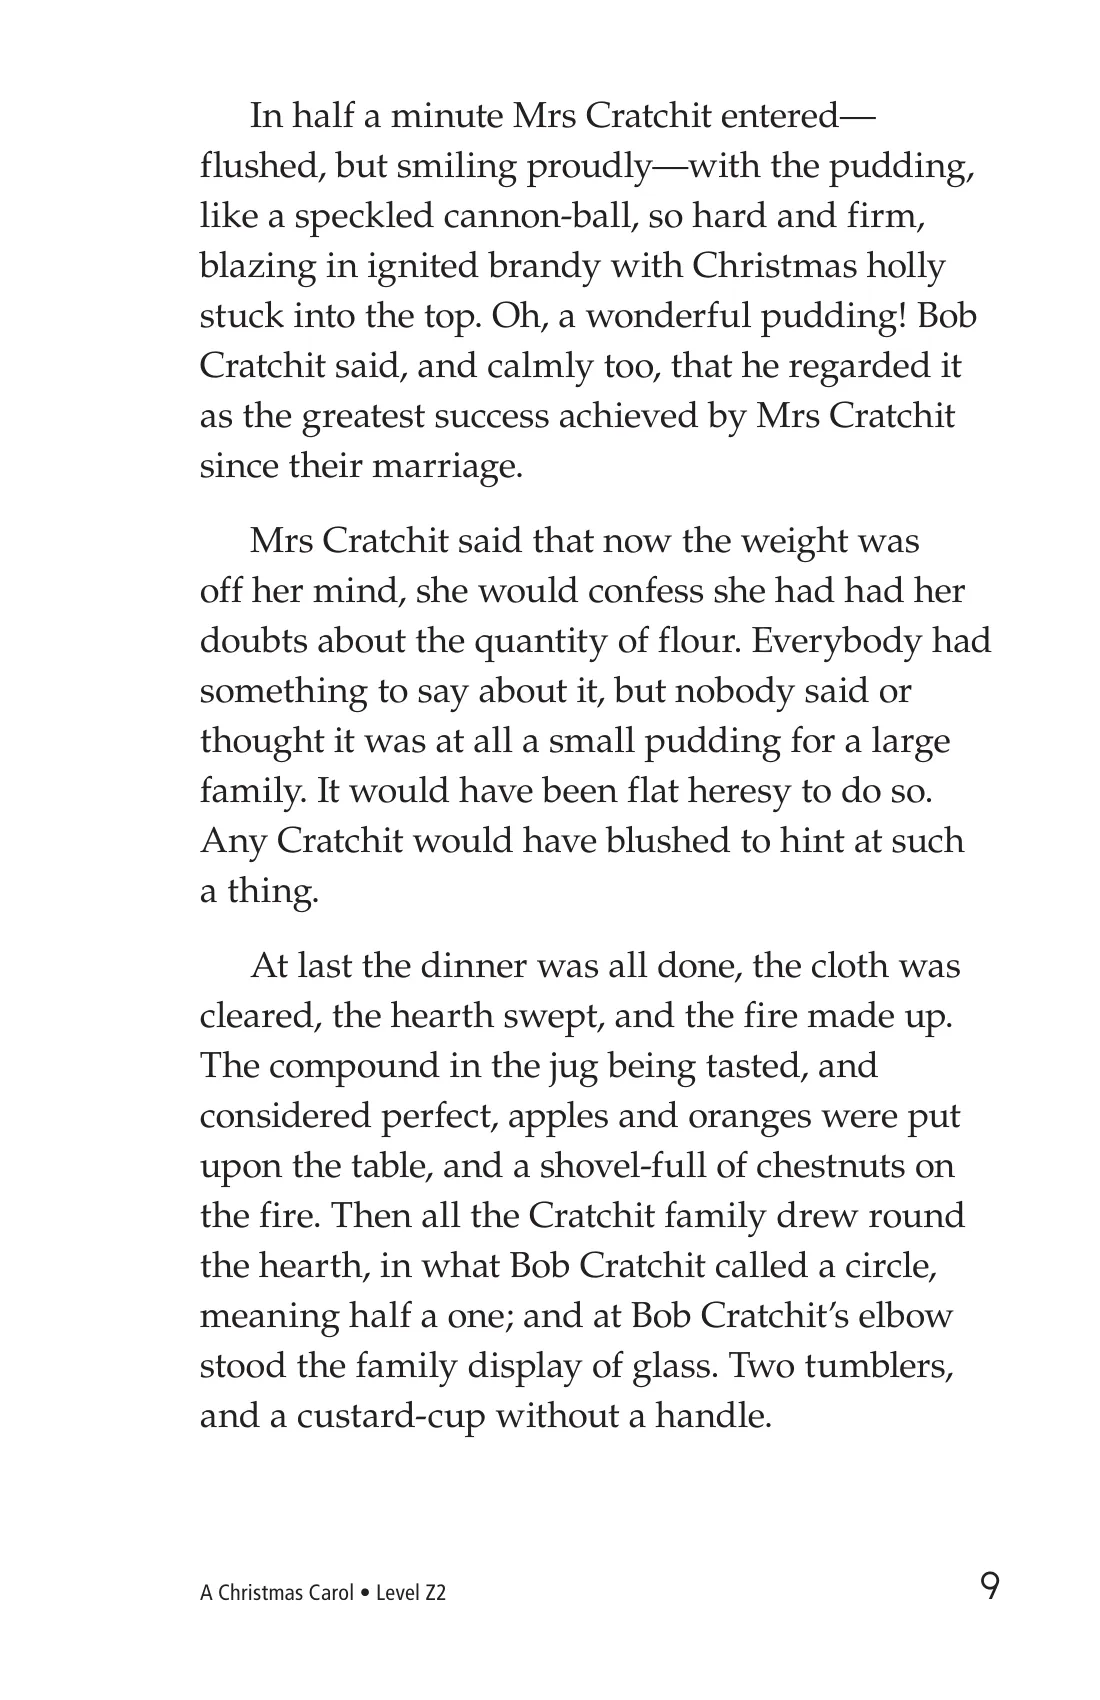 In half a minute Mrs Cratchit entered—
flushed, but smiling proudly—with the pudding,
like a speckled cannon-ball, so hard and firm,
blazing in ignited brandy with Christmas holly
stuck into the top. Oh, a wonderful pudding! Bob
Cratchit said, and calmly too, that he regarded it
as the greatest success achieved by Mrs Cratchit
since their marriage.
Mrs Cratchit said that now the weight was
off her mind, she would confess she had had her
doubts about the quantity of flour. Everybody had
something to say about it, but nobody said or
thought it was at all a small pudding for a large
family. It would have been flat heresy to do so.
Any Cratchit would have blushed to hint at such
a thing.
At last the dinner was all done, the cloth was
cleared, the hearth swept, and the fire made up.
The compound in the jug being tasted, and
considered perfect, apples and oranges were put
upon the table, and a shovel-full of chestnuts on
the fire. Then all the Cratchit family drew round
the hearth, in what Bob Cratchit called a circle,
meaning half a one; and at Bob Cratchit’s elbow
stood the family display of glass. Two tumblers,
and a custard-cup without a handle.
A Christmas Carol • Level Z2
9